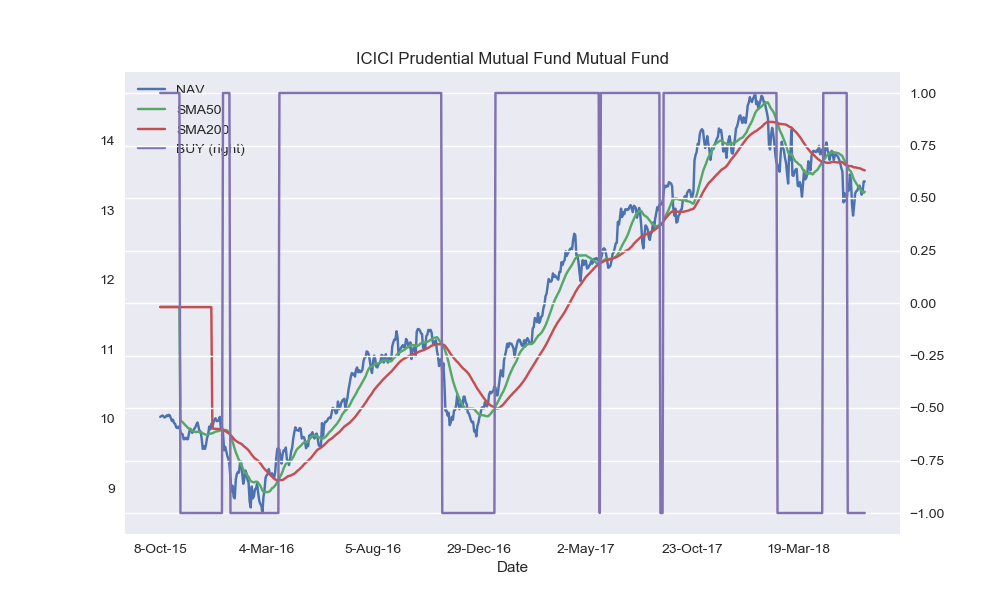 ICICI Prudential Mutual Fund Mutual Fund
NAV
SMA50
SMA200
BUY (right)
14
13
12
11
10
9
1.00
0.75
0.50
0.25
0.00
−0.25
−0.50
−0.75
−1.00
8-Oct-15 4-Mar-16 5-Aug-16 29-Dec-16 2-May-17 23-Oct-17 19-Mar-18
Date